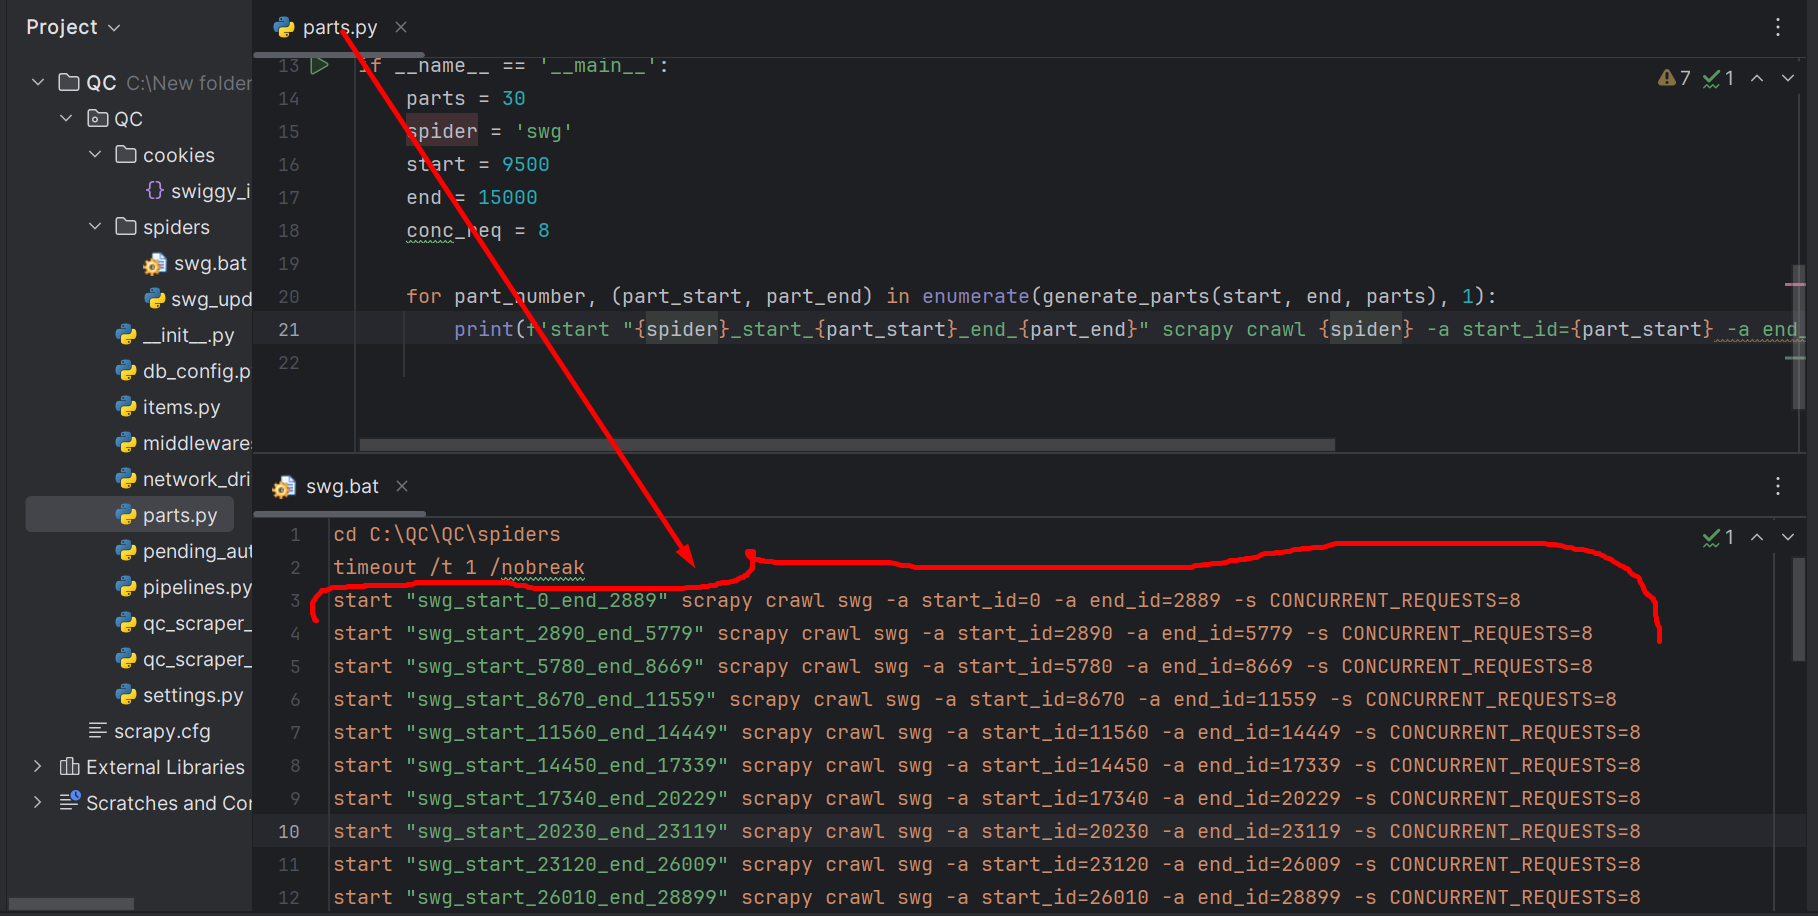 Project
QC C:\New folder
QC
cookies
swiggy_i
spiders
swg.bat
swg_upd
__init__.py
db_config.p
items.py
middlewares
network_dri
parts.py
pending_aut
pipelines.py
qc_scraper_
qc_scraper_
settings.py
scrapy.cfg
External Libraries
Scratches and Con
parts.py
7 1
13 if __name__ == '__main__':
14 parts = 30
15 spider = 'swg'
16 start = 9500
17 end = 15000
18 conc_req = 8
19
20 for part_number, (part_start, part_end) in enumerate(generate_parts(start, end, parts), 1):
21 print(f'start "{spider}_start_{part_start}_end_{part_end}" scrapy crawl {spider} -a start_id={part_start} -a end_
22
swg.bat
1
1 cd C:\QC\QC\spiders
2 timeout /t 1 /nobreak
3 start "swg_start_0_end_2889" scrapy crawl swg -a start_id=0 -a end_id=2889 -s CONCURRENT_REQUESTS=8
4 start "swg_start_2890_end_5779" scrapy crawl swg -a start_id=2890 -a end_id=5779 -s CONCURRENT_REQUESTS=8
5 start "swg_start_5780_end_8669" scrapy crawl swg -a start_id=5780 -a end_id=8669 -s CONCURRENT_REQUESTS=8
6 start "swg_start_8670_end_11559" scrapy crawl swg -a start_id=8670 -a end_id=11559 -s CONCURRENT_REQUESTS=8
7 start "swg_start_11560_end_14449" scrapy crawl swg -a start_id=11560 -a end_id=14449 -s CONCURRENT_REQUESTS=8
8 start "swg_start_14450_end_17339" scrapy crawl swg -a start_id=14450 -a end_id=17339 -s CONCURRENT_REQUESTS=8
9 start "swg_start_17340_end_20229" scrapy crawl swg -a start_id=17340 -a end_id=20229 -s CONCURRENT_REQUESTS=8
10 start "swg_start_20230_end_23119" scrapy crawl swg -a start_id=20230 -a end_id=23119 -s CONCURRENT_REQUESTS=8
11 start "swg_start_23120_end_26009" scrapy crawl swg -a start_id=23120 -a end_id=26009 -s CONCURRENT_REQUESTS=8
12 start "swg_start_26010_end_28899" scrapy crawl swg -a start_id=26010 -a end_id=28899 -s CONCURRENT_REQUESTS=8